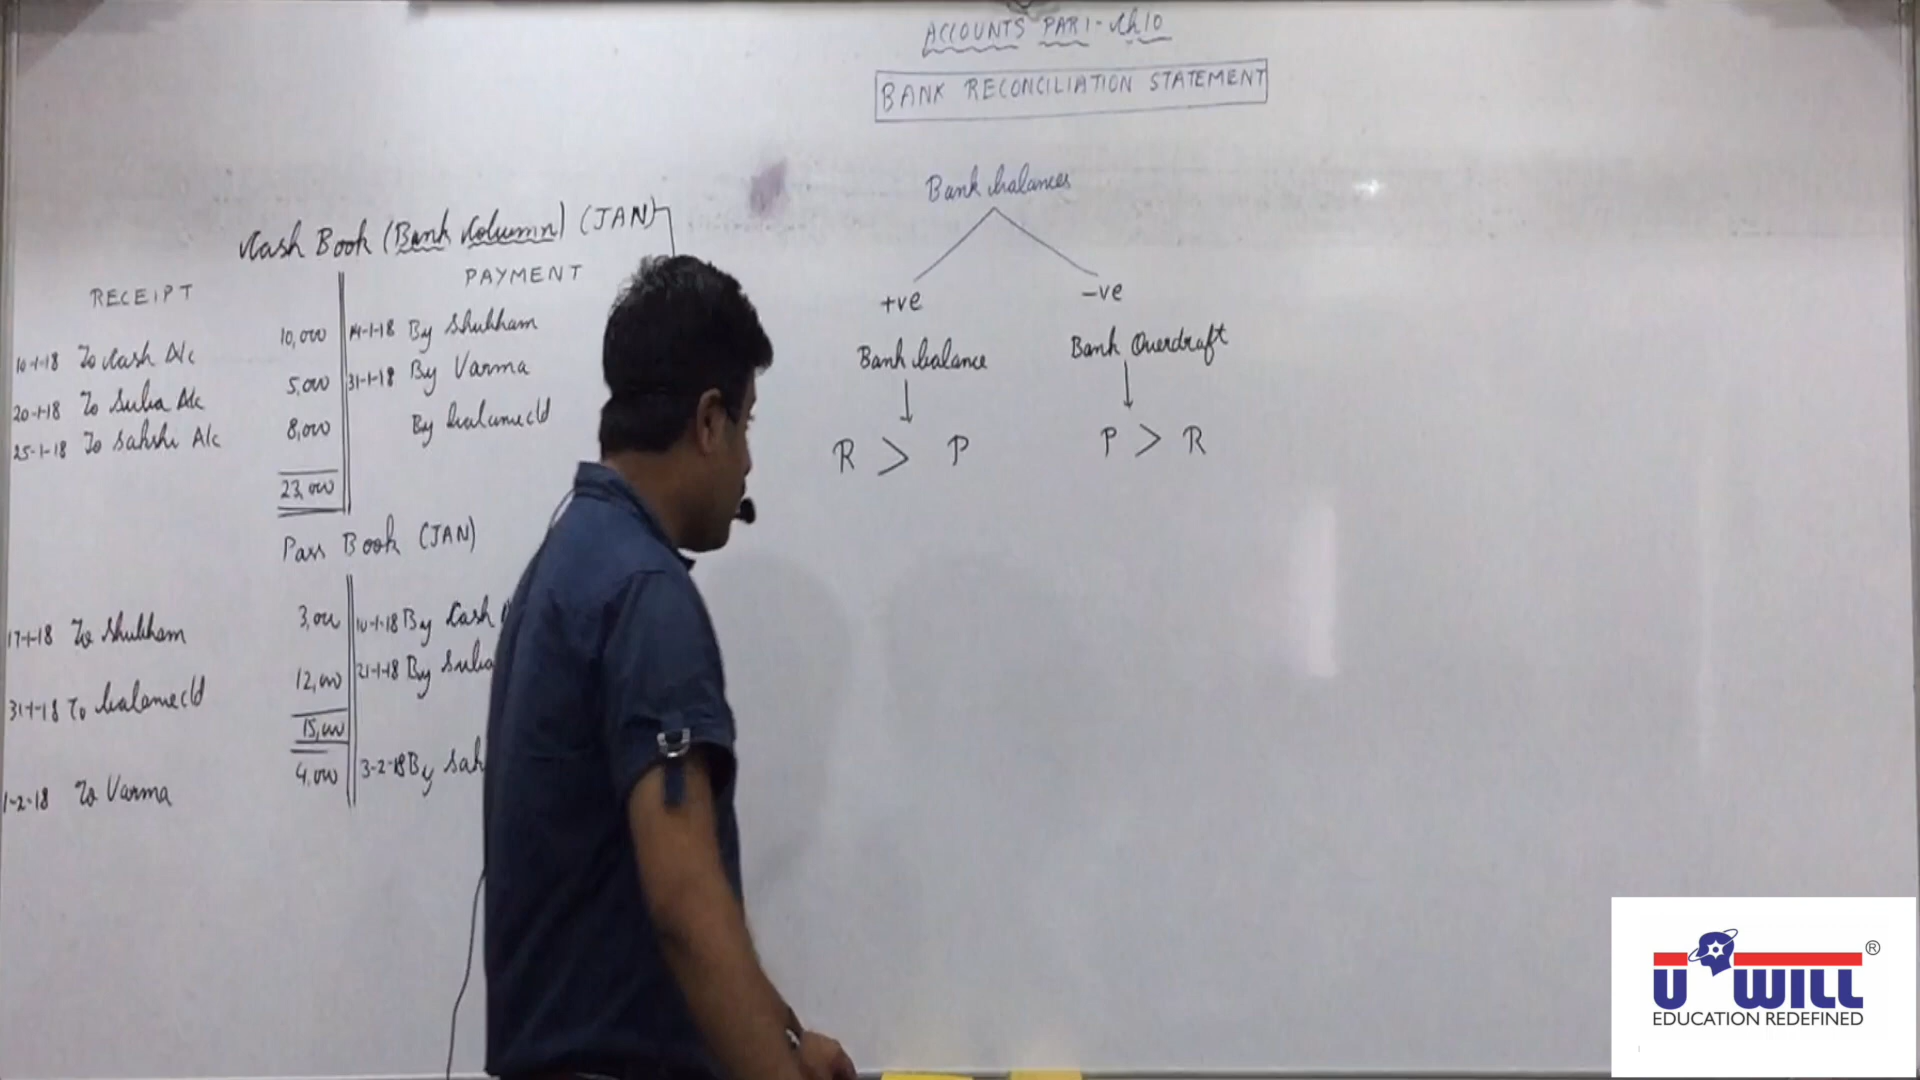 ACCOUNTS PART-Ch 10
BANK RECONCILIATION STATEMENT
Cash Book (Bank Column) (JAN)
RECEIPT
PAYMENT
10-1-18 To Cash A/c 10,000
14-1-18 By Shubham
20-1-18 To Suba A/c 5,000
31-1-18 By Varma
25-1-18 To Sakshi A/c 8,000
By balance c/d
23,000
Pass Book (JAN)
17-1-18 To Shubham 3,000
10-1-18 By Cash
31-1-18 To balance c/d 12,000
21-1-18 By Suba
15,000
1-2-18 To Varma 4,000
3-2-18 By Sak
Bank balances
+ve
-ve
Bank balance
Bank Overdraft
R > P
P > R
U WILL ®
EDUCATION REDEFINED